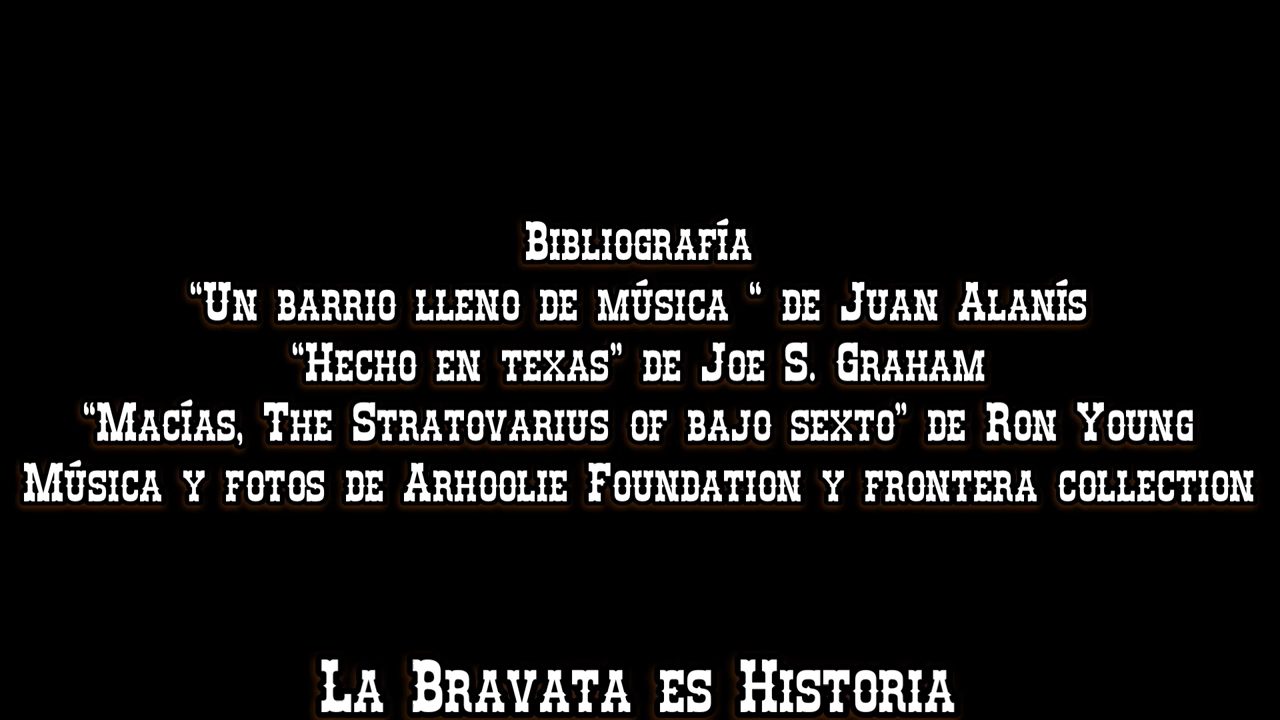 Bibliografía
“Un barrio lleno de música “ de Juan Alanís
“Hecho en texas” de Joe S. Graham
“Macías, The Stratovarius of bajo sexto” de Ron Young
Música y fotos de Arhoolie Foundation y frontera collection
La Bravata es Historia